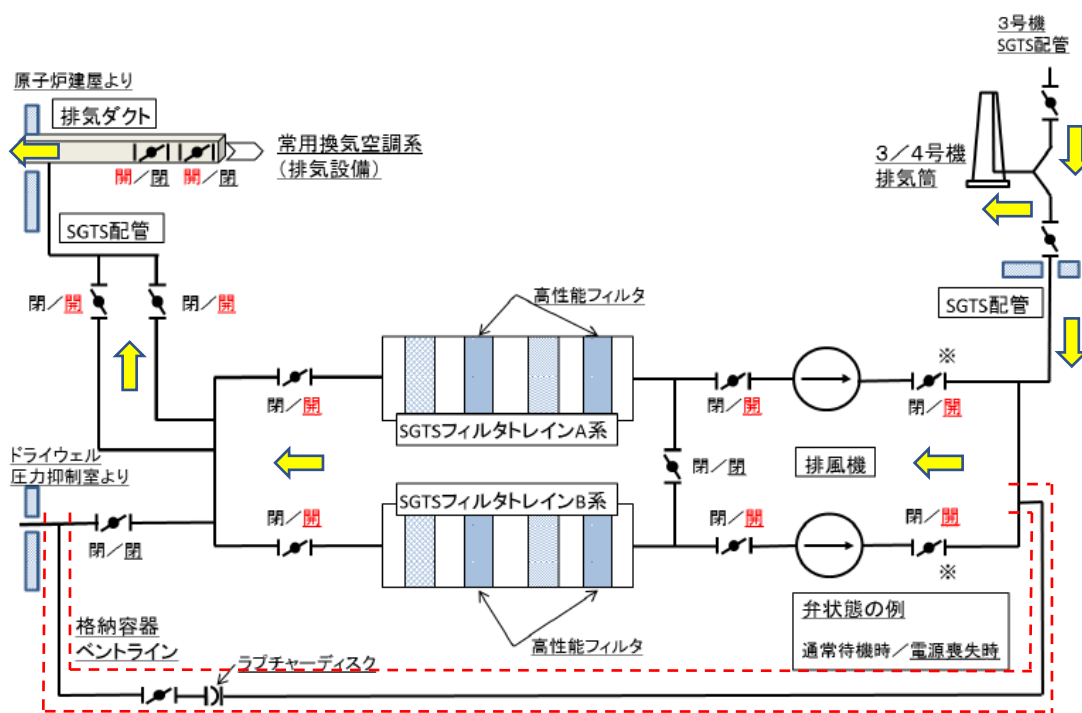 3号機
SGTS配管
原子炉建屋より
排気ダクト
常用換気空調系
(排気設備)
開/閉
開/閉
3/4号機
排気筒
SGTS配管
閉/開
閉/開
高性能フィルタ
SGTS配管
※
閉/開
閉/開
閉/開
SGTSフィルタトレインA系
ドライウェル
圧力抑制室より
閉/閉
排風機
SGTSフィルタトレインB系
閉/開
閉/開
閉/開
閉/閉
※
弁状態の例
通常待機時/電源喪失時
格納容器
ベントライン
高性能フィルタ
ラプチャーディスク